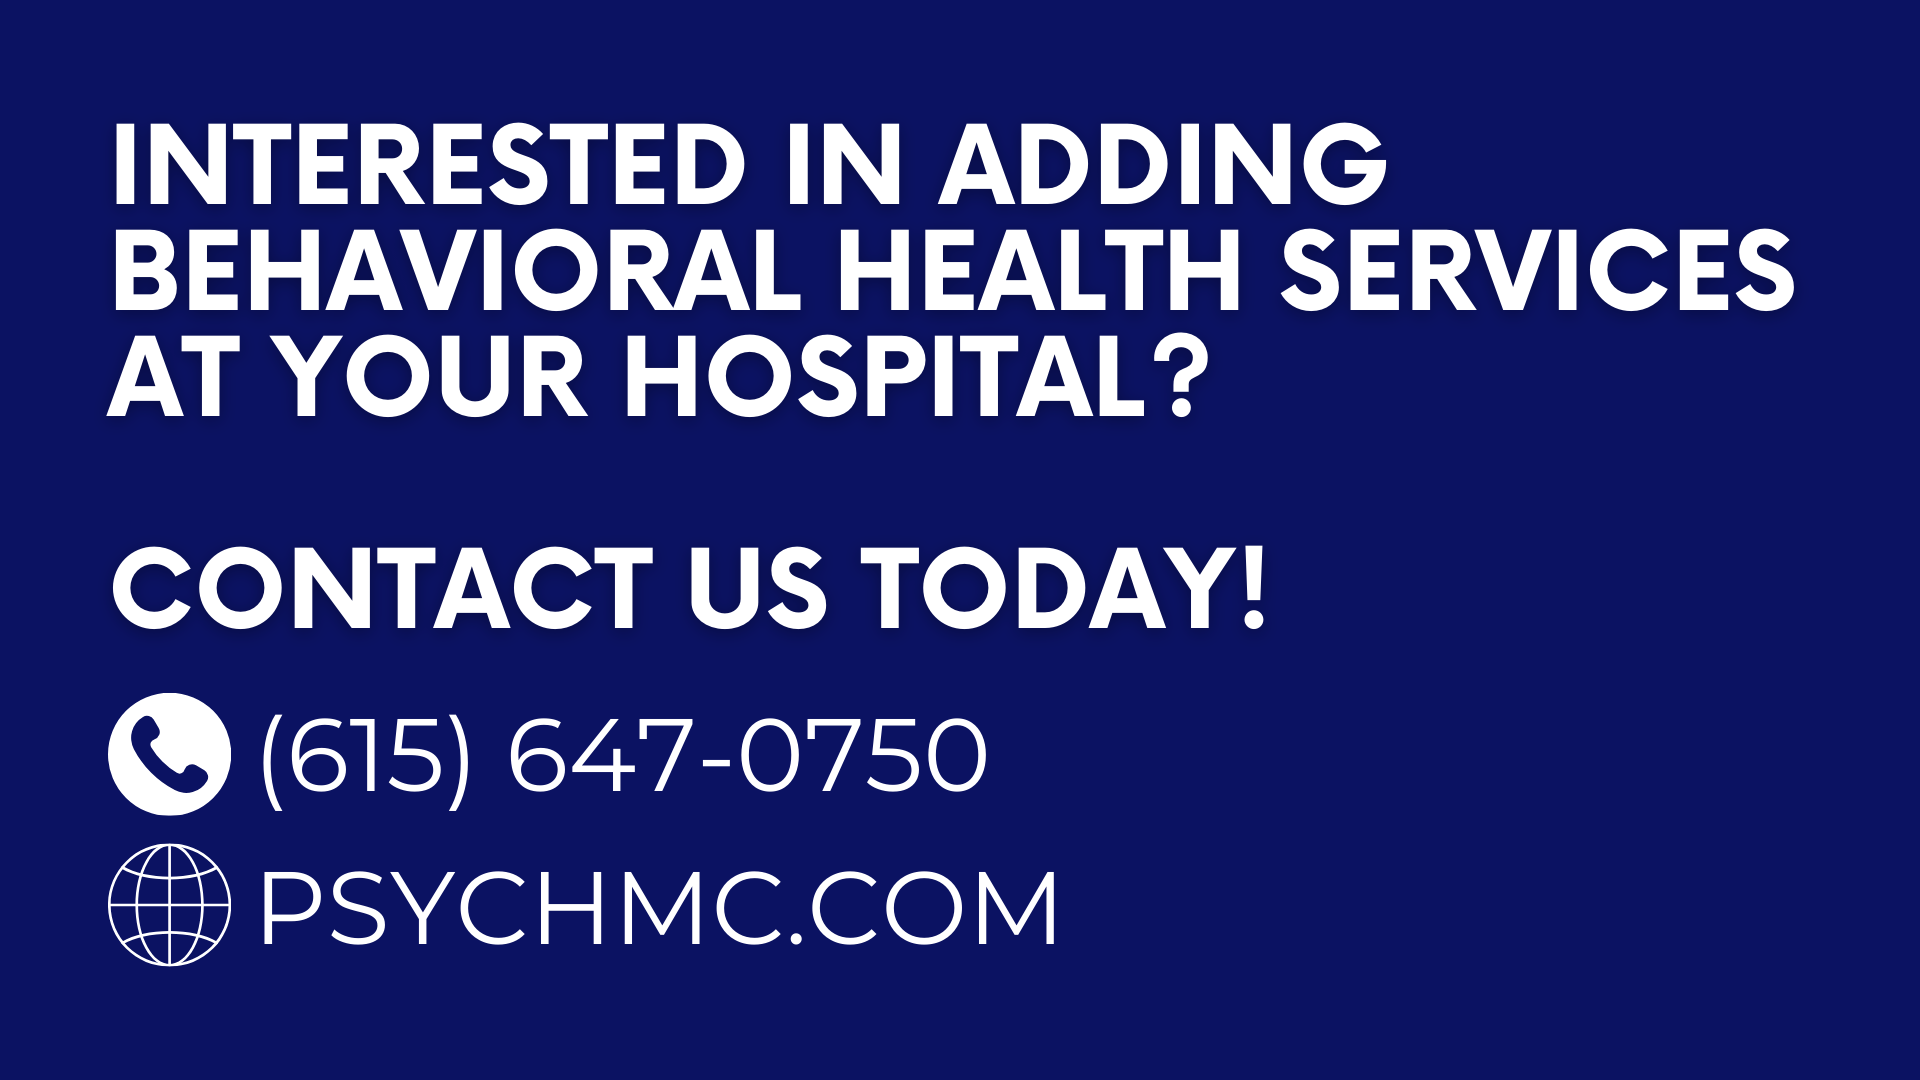 INTERESTED IN ADDING
BEHAVIORAL HEALTH SERVICES
AT YOUR HOSPITAL?
CONTACT US TODAY!
(615) 647-0750
PSYCHMC.COM